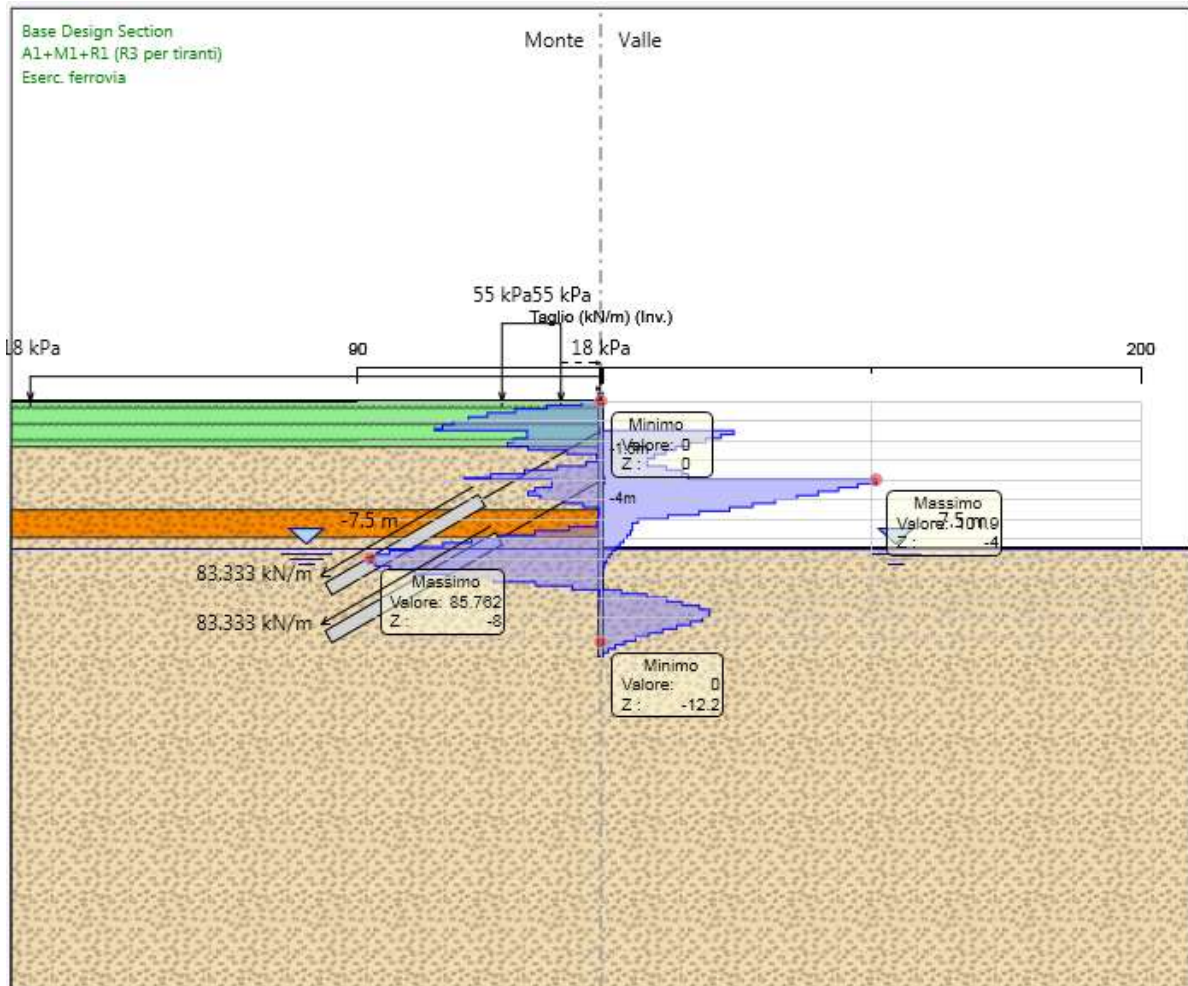 Base Design Section
A1+M1+R1 (R3 per tiranti)
Eserc. ferrovia
Monte
Valle
55 kPa
55 kPa
Taglio (kN/m) (Inv.)
18 kPa
90
18 kPa
200
Minimo
Valore: 0
Z : 0
-4m
Massimo
Z : -4
-7.5 m
83.333 kN/m
Massimo
Valore: 85.762
Z : -8
83.333 kN/m
Minimo
Valore: 0
Z : -12.2